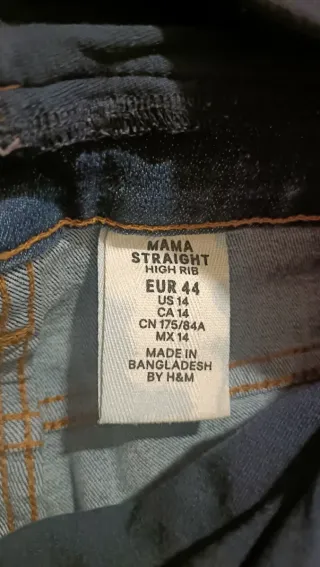 MAMA
STRAIGHT
HIGH RIB
EUR 44
US 14
CA 14
CN 175/84A
MX 14
MADE IN
BANGLADESH
BY H&M